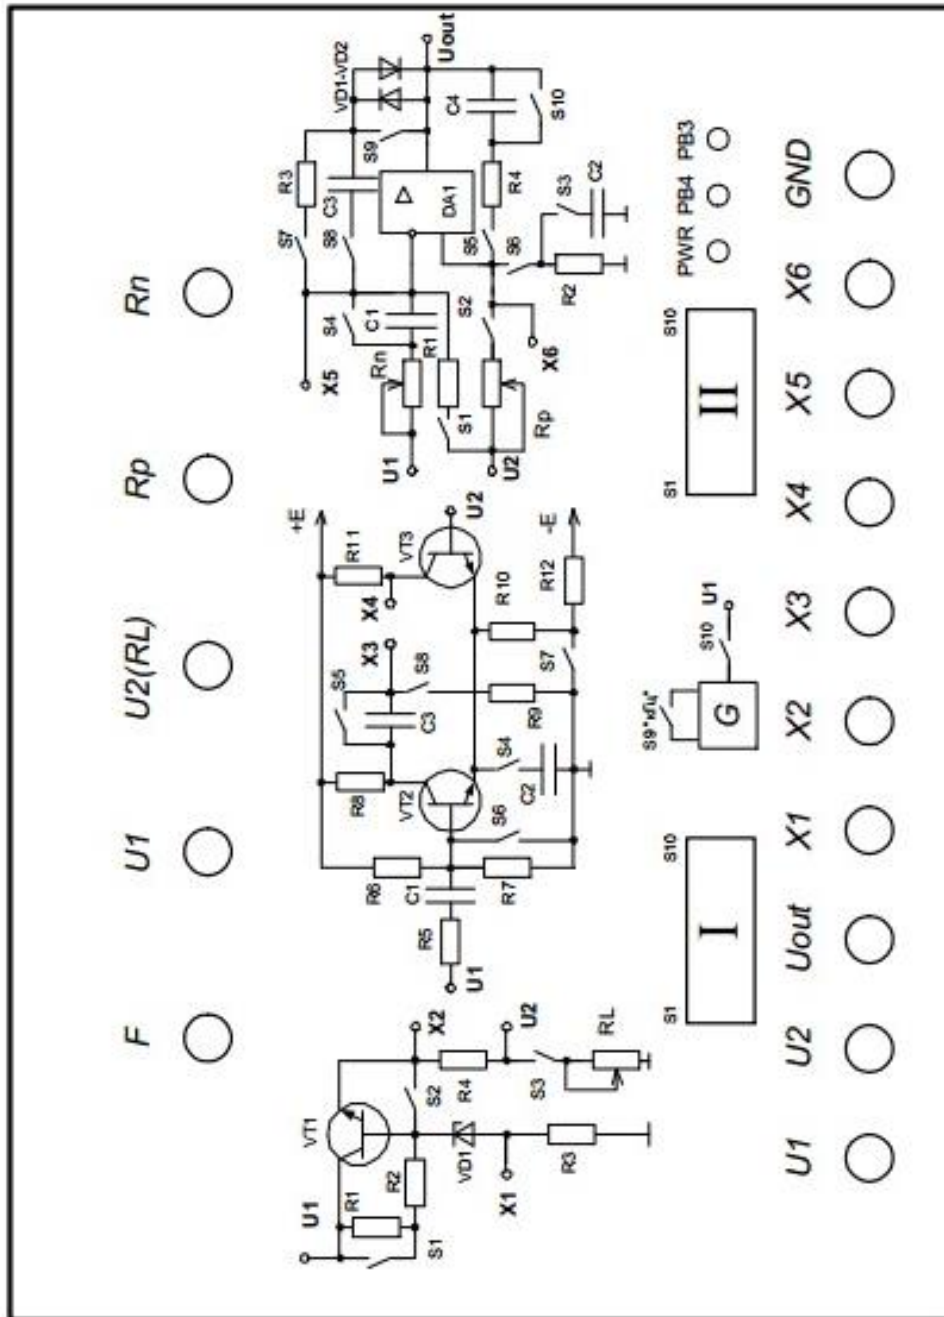 F U1 U2(RL) Rp Rn
U1
VT1
R1
R2
S1
S2
X2
VD1
X1
R4
U2
S3
RL
R3
+E
R8
R6
S5
X3
X4
R11
C3
S8
VT2
VT3
U2
U1
R5
C1
R7
S6
S4
C2
R9
R10
S7
R12
-E
X5
S7
R3
VD1-VD2
S4
S8
C3
S9
Uout
U1
Rn
C1
R1
DA1
S1
S2
S5
R4
C4
S10
U2
Rp
X6
S6
S3
C2
R2
S1 I S10
S9"кГц"
G
S10
U1
S1 II S10
PWR PB4 PB3
U1 U2 Uout X1 X2 X3 X4 X5 X6 GND